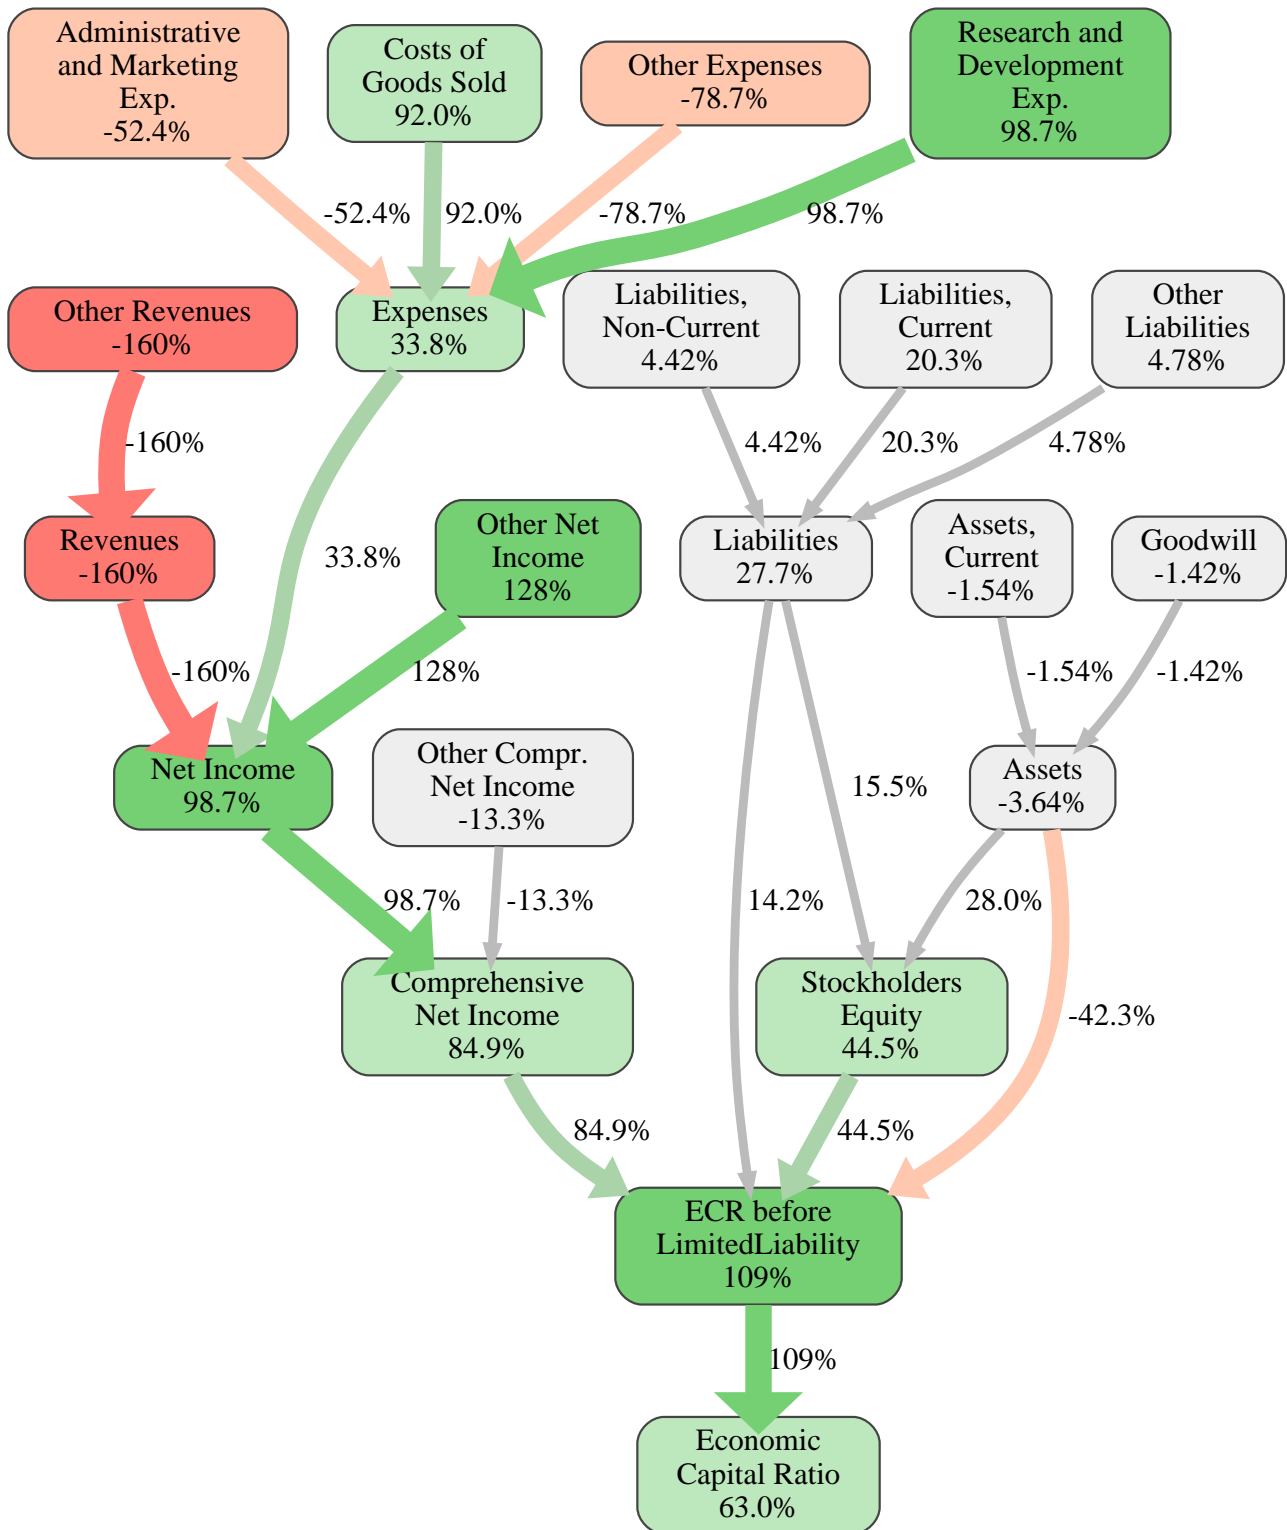 Administrative
and Marketing
Exp.
-52.4%
Costs of
Goods Sold
92.0%
Other Expenses
-78.7%
Research and
Development
Exp.
98.7%
-52.4%
92.0%
-78.7%
98.7%
Other Revenues
-160%
Expenses
33.8%
Liabilities,
Non-Current
4.42%
Liabilities,
Current
20.3%
Other
Liabilities
4.78%
-160%
4.42%
20.3%
4.78%
Revenues
-160%
33.8%
Other Net
Income
128%
Liabilities
27.7%
Assets,
Current
-1.54%
Goodwill
-1.42%
-160%
128%
-1.54%
-1.42%
Net Income
98.7%
Other Compr.
Net Income
-13.3%
15.5%
Assets
-3.64%
98.7%
-13.3%
14.2%
28.0%
Comprehensive
Net Income
84.9%
Stockholders
Equity
44.5%
-42.3%
84.9%
44.5%
ECR before
LimitedLiability
109%
109%
Economic
Capital Ratio
63.0%